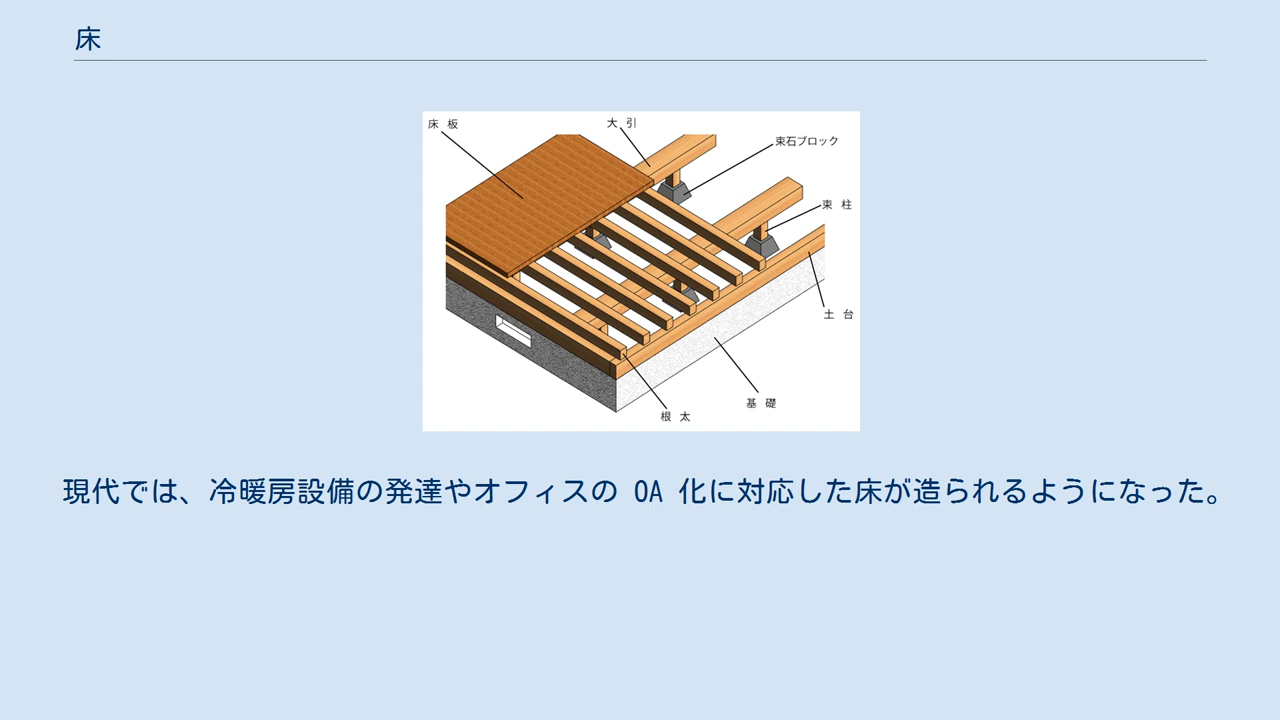 床
床 板
大 引
束石ブロック
束 柱
土 台
基 礎
根 太
現代では、冷暖房設備の発達やオフィスの OA 化に対応した床が造られるようになった。